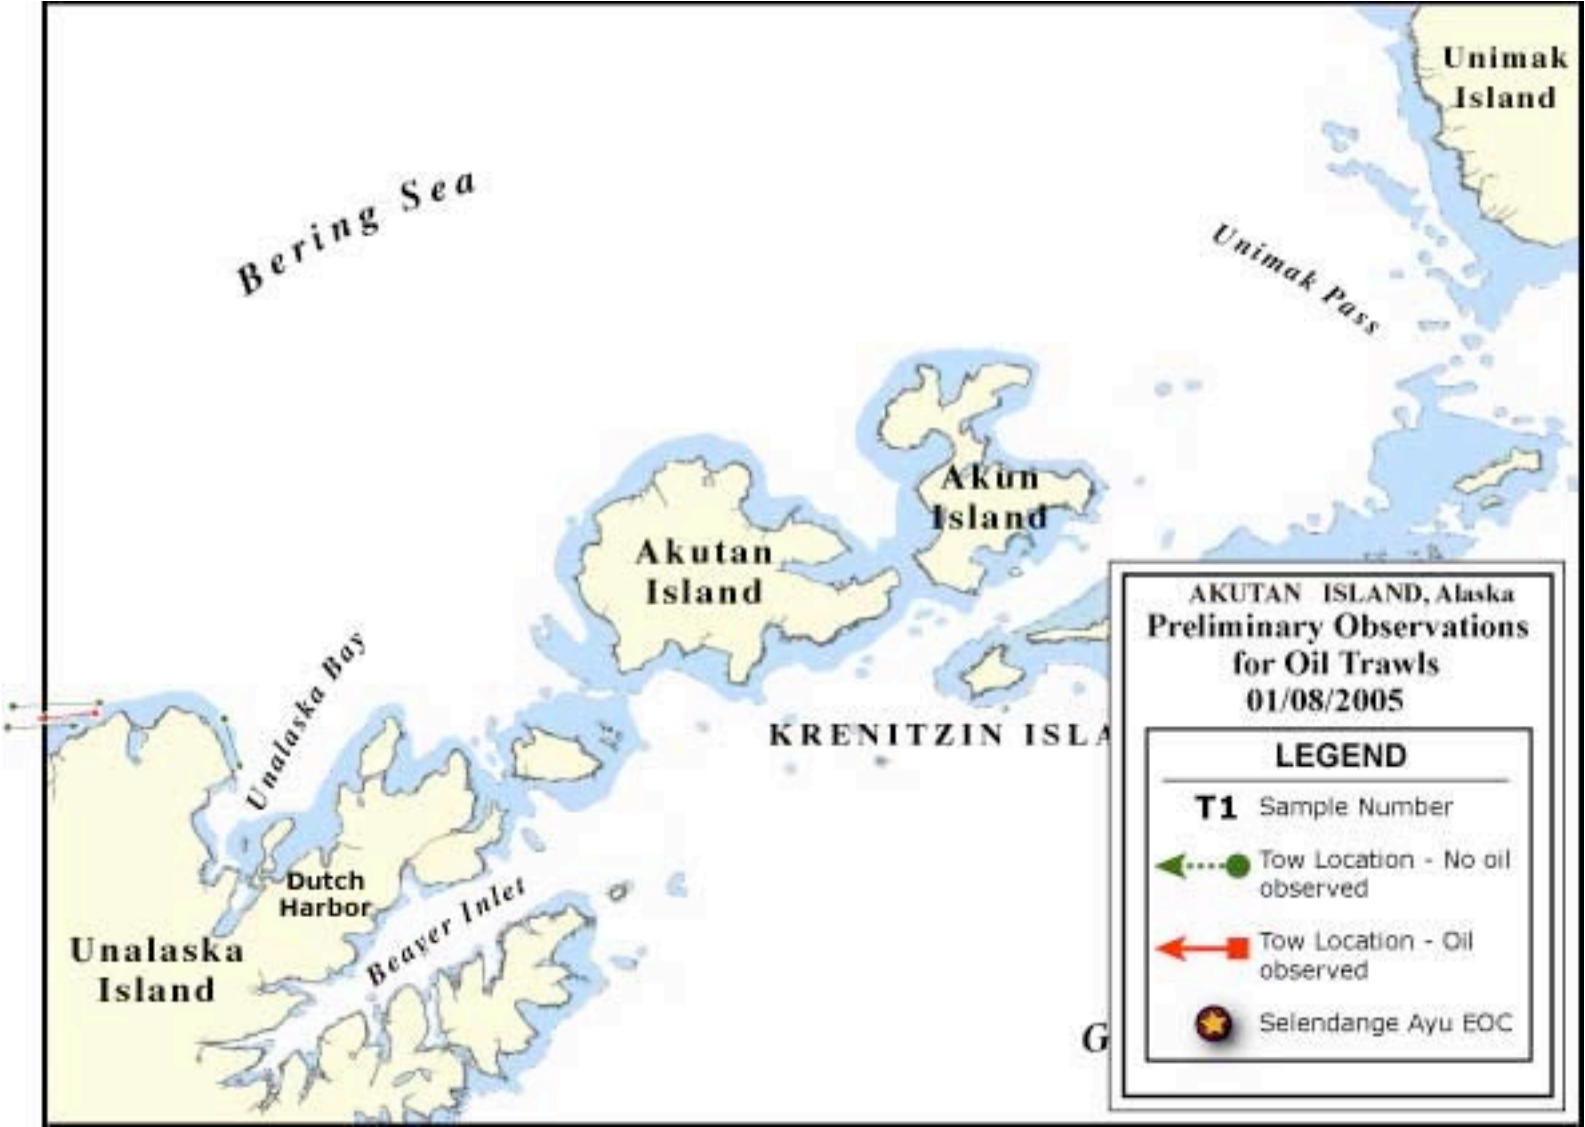 Unimak
Island
Bering Sea
Unimak Pass
Akun
Island
Akutan
Island
Unalaska Bay
KRENITZIN ISLA
Dutch
Harbor
Beaver Inlet
Unalaska
Island
G
AKUTAN ISLAND, Alaska
Preliminary Observations
for Oil Trawls
01/08/2005
LEGEND
T1 Sample Number
Tow Location - No oil
observed
Tow Location - Oil
observed
Selendange Ayu EOC